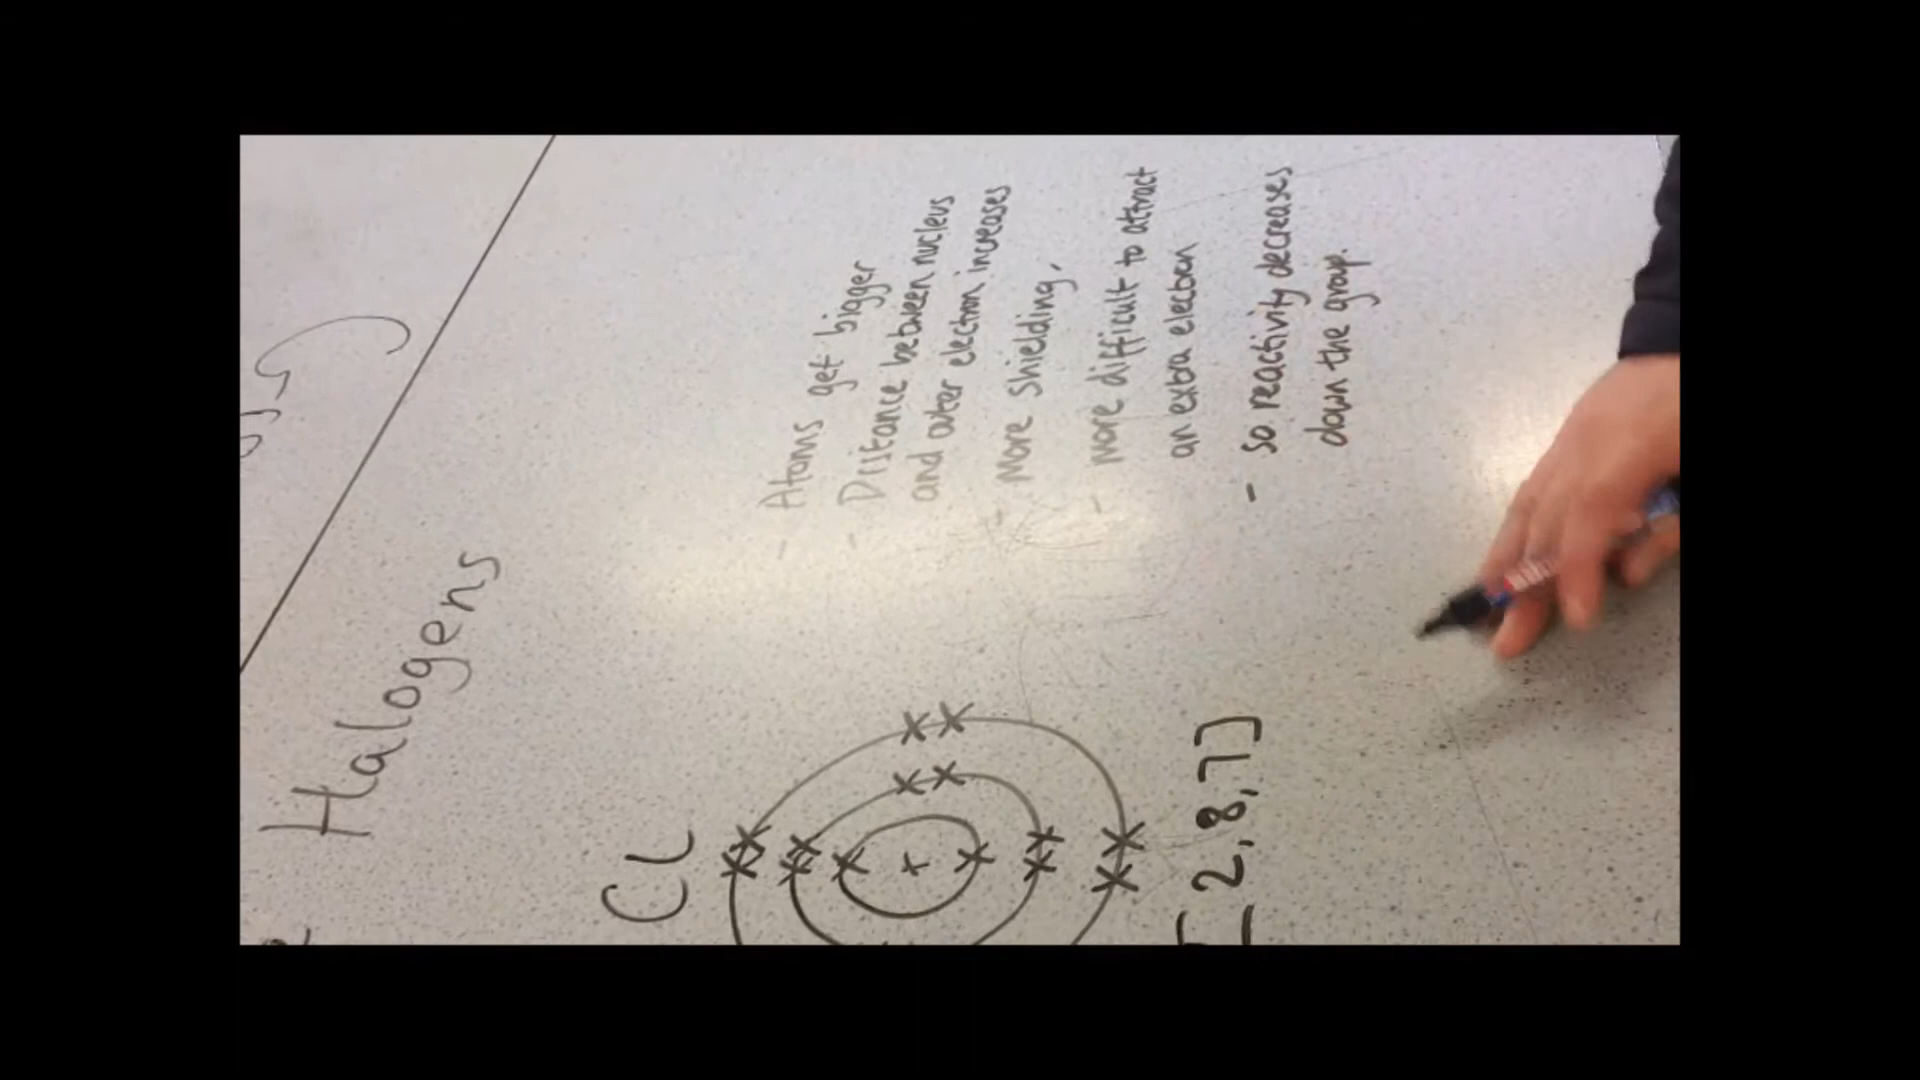 Halogens
Cl
[2,8,7]
- Atoms get bigger
- Distance between nucleus
and outer electron increases
- More shielding,
- more difficult to attract
an extra electron
- so reactivity decreases
down the group.